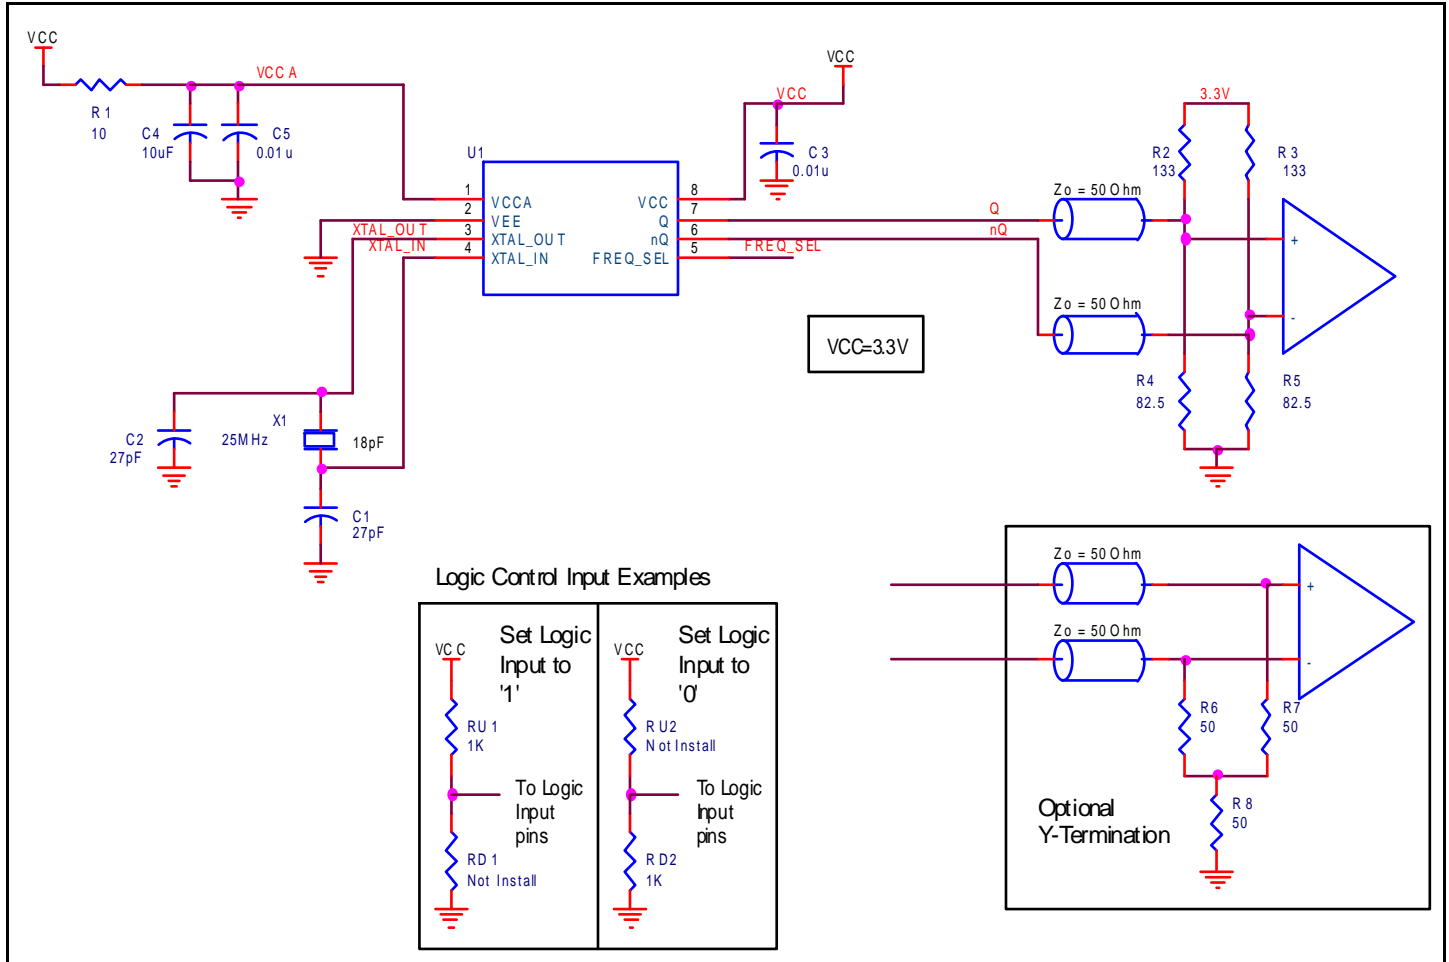 VCC
VCCA
R1
10
C4
10uF
C5
0.01u
VCC
VCC
C3
0.01u
U1
1
2
3
4
VCCA
VEE
XTAL_OUT
XTAL_IN
VCC
Q
nQ
FREQ_SEL
8
7
6
5
XTAL_OUT
XTAL_IN
Q
nQ
FREQ_SEL
3.3V
R2
133
R3
133
Zo = 50 Ohm
+
Zo = 50 Ohm
-
VCC=3.3V
R4
82.5
R5
82.5
C2
27pF
X1
25MHz
18pF
C1
27pF
Logic Control Input Examples
Set Logic
Input to
'1'
VCC
RU1
1K
To Logic
Input
pins
RD1
Not Install
Set Logic
Input to
'0'
VCC
RU2
Not Install
To Logic
Input
pins
RD2
1K
Zo = 50 Ohm
+
Zo = 50 Ohm
-
R6
50
R7
50
R8
50
Optional
Y-Termination